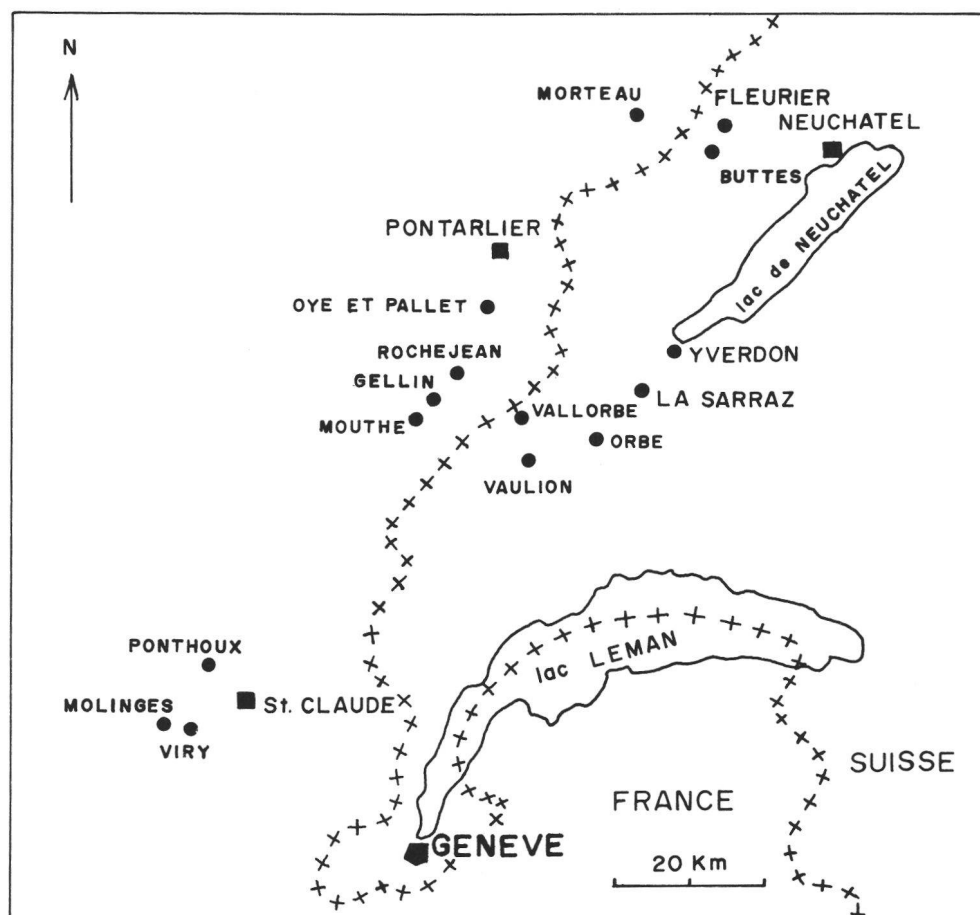 N
MORTEAU
FLEURIER
NEUCHATEL
BUTTES
lac de NEUCHATEL
PONTARLIER
OYE ET PALLET
ROCHEJEAN
YVERDON
GELLIN
LA SARRAZ
MOUTHE
VALLORBE
ORBE
VAULION
PONTHOUX
lac LEMAN
MOLINGES
St. CLAUDE
VIRY
SUISSE
FRANCE
GENEVE
20 Km